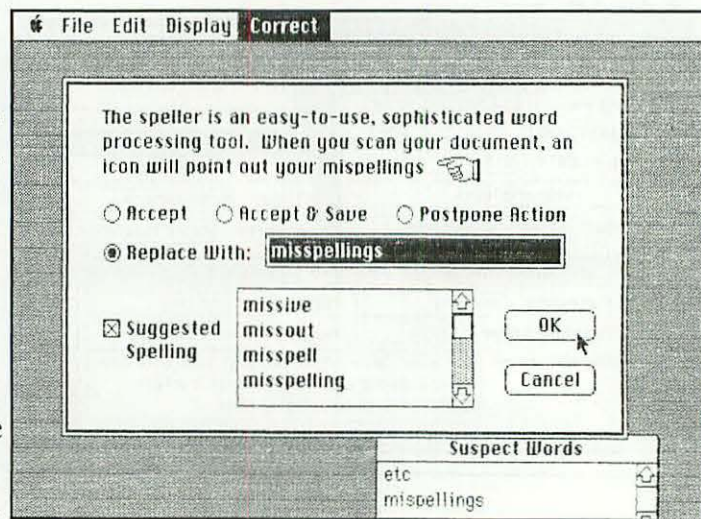 File Edit Display Correct
The speller is an easy-to-use, sophisticated word
processing tool. When you scan your document, an
icon will point out your mispellings
Accept Accept & Save Postpone Action
Replace With: misspellings
Suggested
Spelling
missive
missout
misspell
misspelling
OK
Cancel
Suspect Words
etc
mispellings